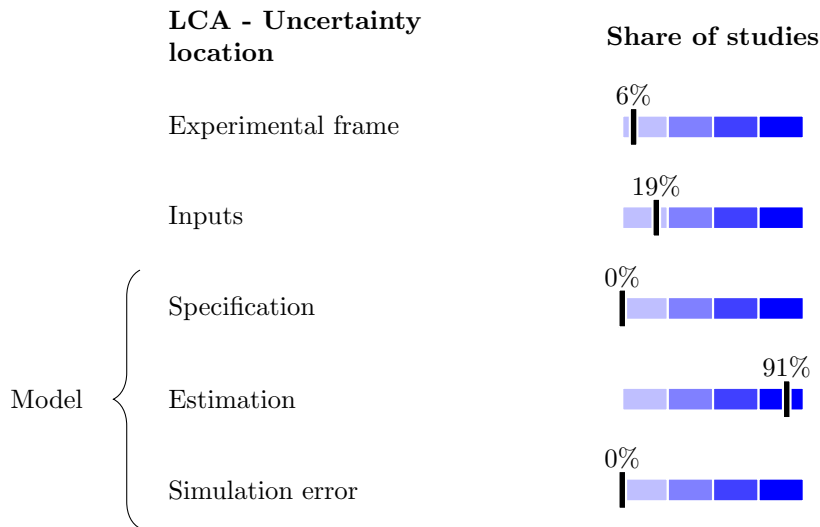 LCA - Uncertainty
location
Share of studies
Experimental frame
6%
Inputs
19%
Specification
0%
Model
Estimation
91%
Simulation error
0%